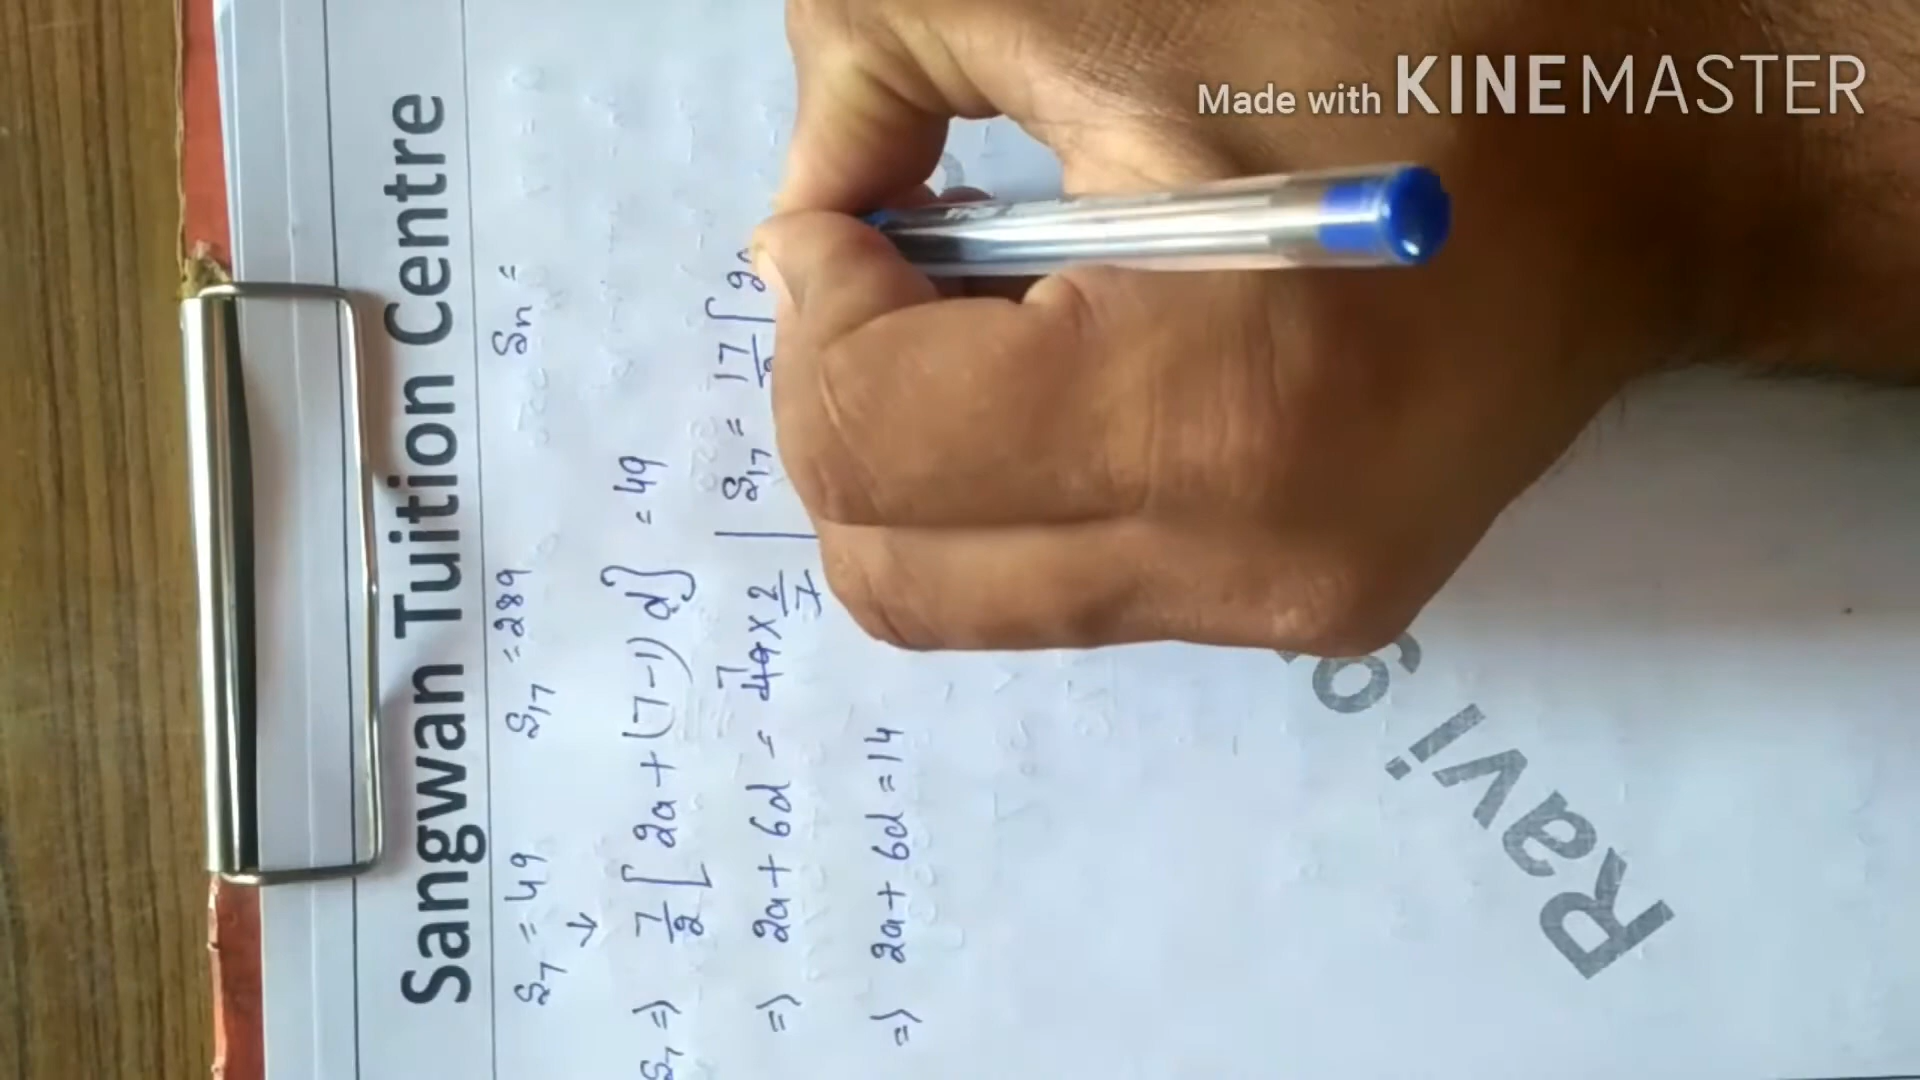 Made with KINEMASTER
Sangwan Tuition Centre
S₇ = 49 S₁₇ = 289 Sn =
↓
S₇ ⇒ 7/2 [2a + (7-1)d] = 49
⇒ 2a + 6d = 49 × 2/7 | S₁₇ = 17/2 [2a
7
⇒ 2a + 6d = 14
Ravi